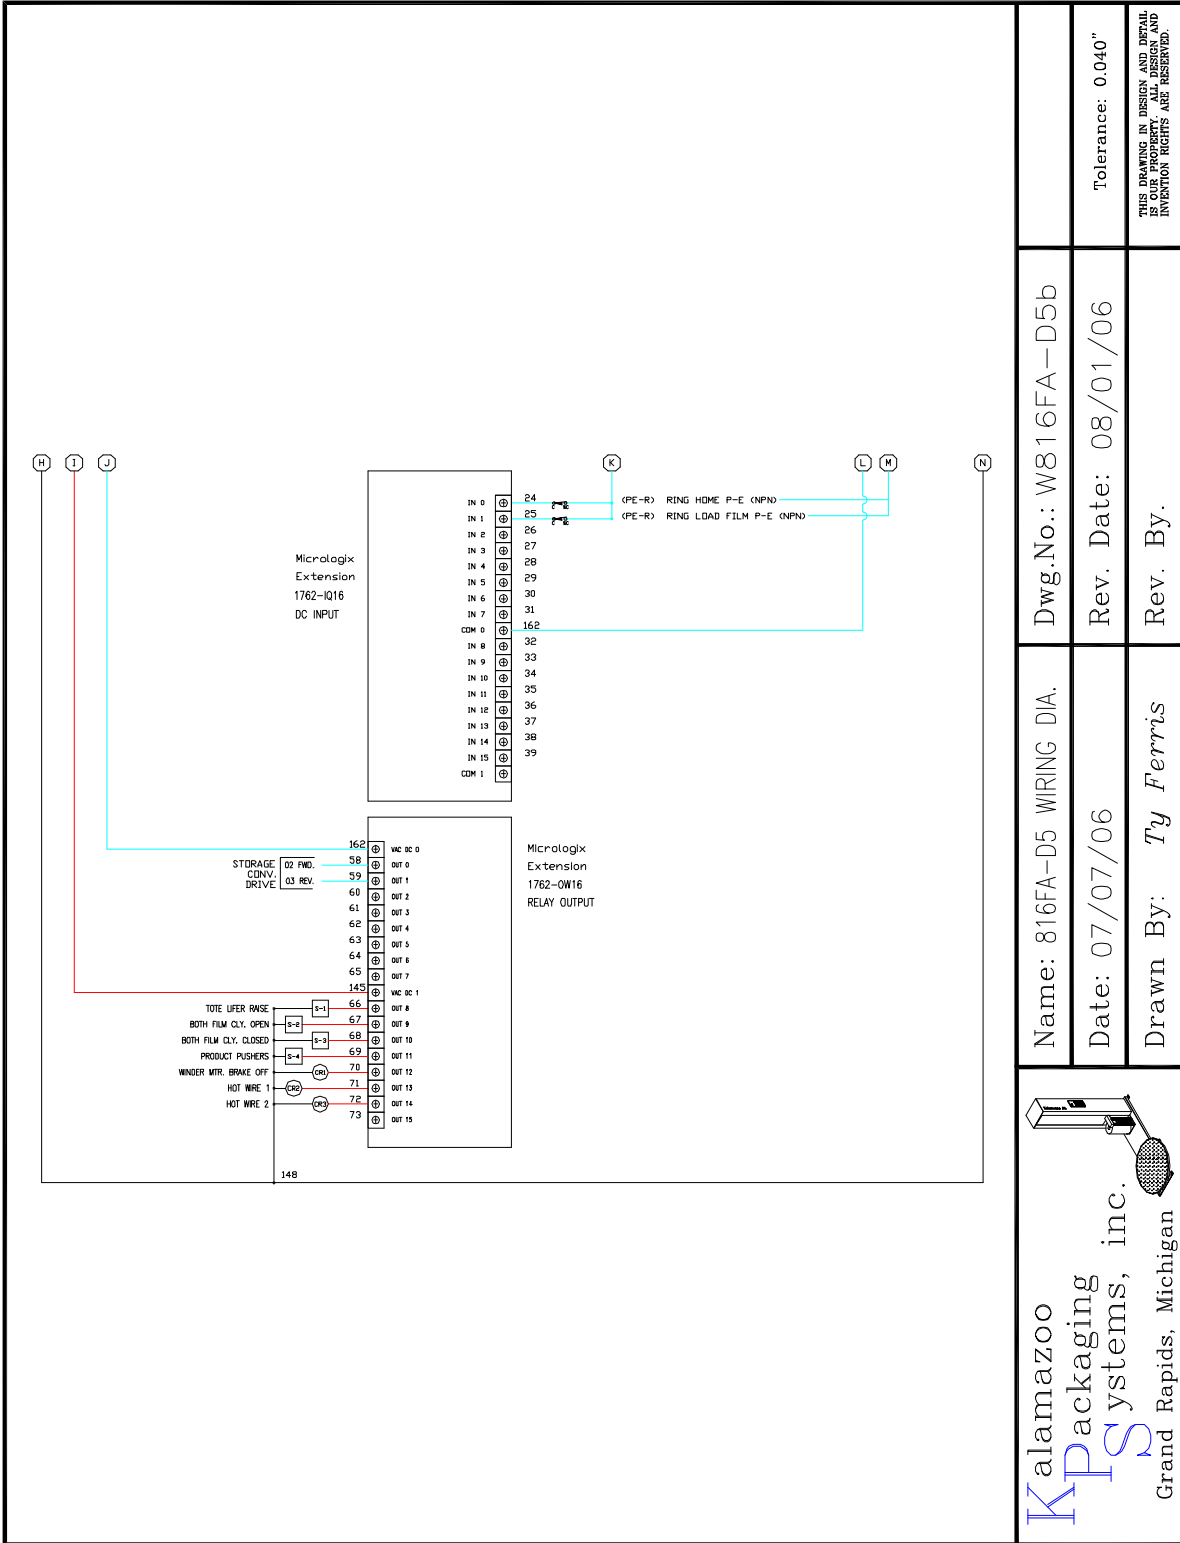 H
I
J
K
L
M
N
Micrologix
Extension
1762-IQ16
DC INPUT
IN 0 24
IN 1 25
IN 2 26
IN 3 27
IN 4 28
IN 5 29
IN 6 30
IN 7 31
COM 0 162
IN 8 32
IN 9 33
IN 10 34
IN 11 35
IN 12 36
IN 13 37
IN 14 38
IN 15 39
COM 1
(PE-R) RING HOME P-E (NPN)
(PE-R) RING LOAD FILM P-E (NPN)
Micrologix
Extension
1762-OW16
RELAY OUTPUT
162 VAC DC 0
58 OUT 0
59 OUT 1
60 OUT 2
61 OUT 3
62 OUT 4
63 OUT 5
64 OUT 6
65 OUT 7
145 VAC DC 1
66 OUT 8
67 OUT 9
68 OUT 10
69 OUT 11
70 OUT 12
71 OUT 13
72 OUT 14
73 OUT 15
STORAGE
CONV.
DRIVE
02 FWD.
03 REV.
TOTE LIFER RAISE S-1
BOTH FILM CLY. OPEN S-2
BOTH FILM CLY. CLOSED S-3
PRODUCT PUSHERS S-4
WINDER MTR. BRAKE OFF CR1
HOT WIRE 1 CR2
HOT WIRE 2 CR3
148
Kalamazoo
Packaging
Systems, inc.
Grand Rapids, Michigan
Name: 816FA-D5 WIRING DIA.
Date: 07/07/06
Drawn By: Ty Ferris
Dwg.No.: W816FA-D5b
Rev. Date: 08/01/06
Rev. By.
Tolerance: 0.040"
THIS DRAWING IN DESIGN AND DETAIL
IS OUR PROPERTY. ALL DESIGN AND
INVENTION RIGHTS ARE RESERVED.